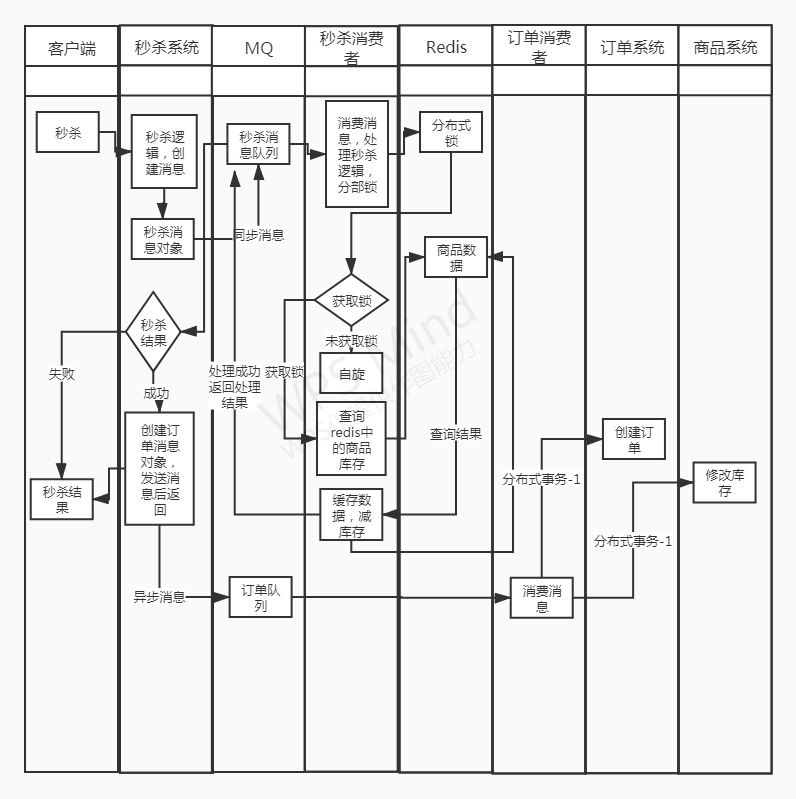 客户端
秒杀系统
MQ
秒杀消费
者
Redis
订单消费
者
订单系统
商品系统
秒杀
秒杀逻
辑，创
建消息
秒杀消
息队列
消费消
息，处
理秒杀
逻辑，
分部锁
分布式
锁
秒杀消
息对象
同步消息
商品数
据
获取锁
秒杀
结果
未获取锁
失败
处理成功
返回处理
结果
获取锁
自旋
成功
查询
redis中
的商品
库存
创建订
单消息
对象，
发送消
息后返
回
查询结果
创建订
单
分布式事务-1
修改库
存
秒杀结
果
缓存数
据，减
库存
分布式事务-1
异步消息
订单队
列
消费消
息
WPS Mind